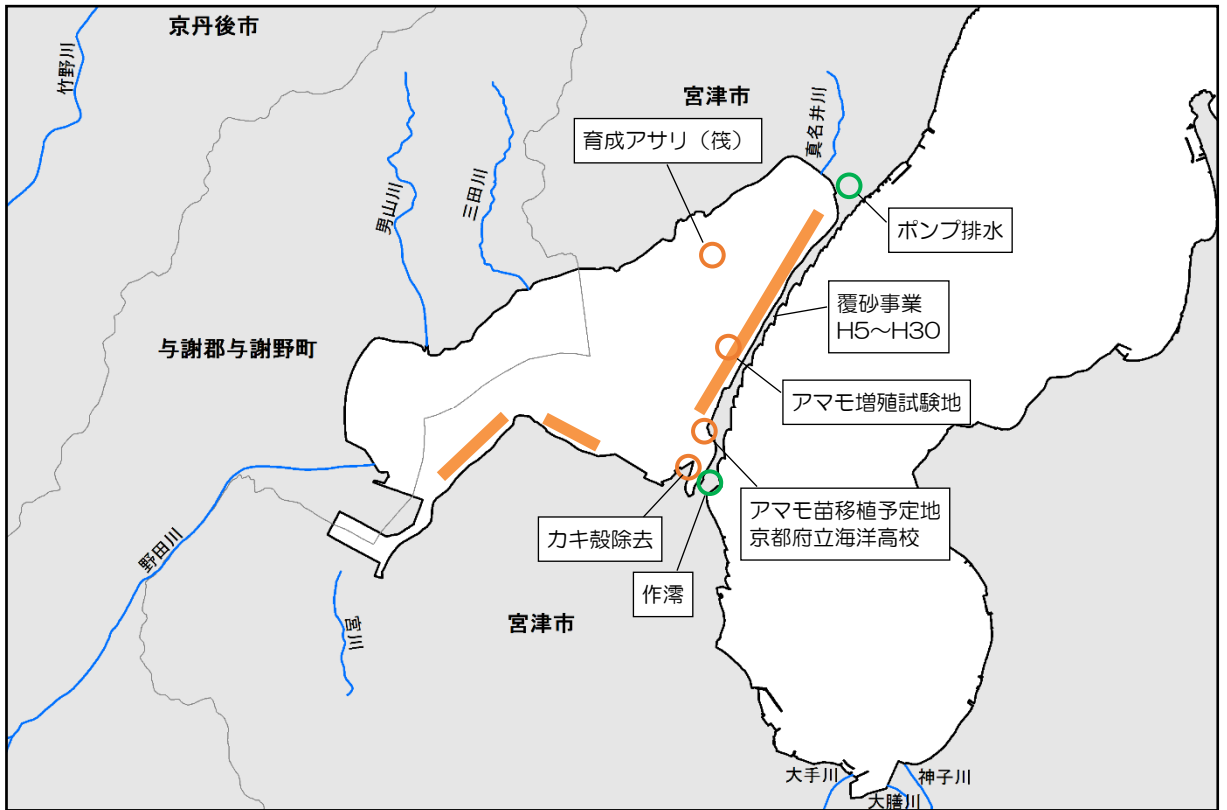 京丹後市
竹野川
宮津市
真名井川
育成アサリ（筏）
男山川
三田川
ポンプ排水
覆砂事業
H5～H30
与謝郡与謝野町
アマモ増殖試験地
アマモ苗移植予定地
京都府立海洋高校
カキ殻除去
野田川
作澪
宮川
宮津市
大手川
神子川
大膳川